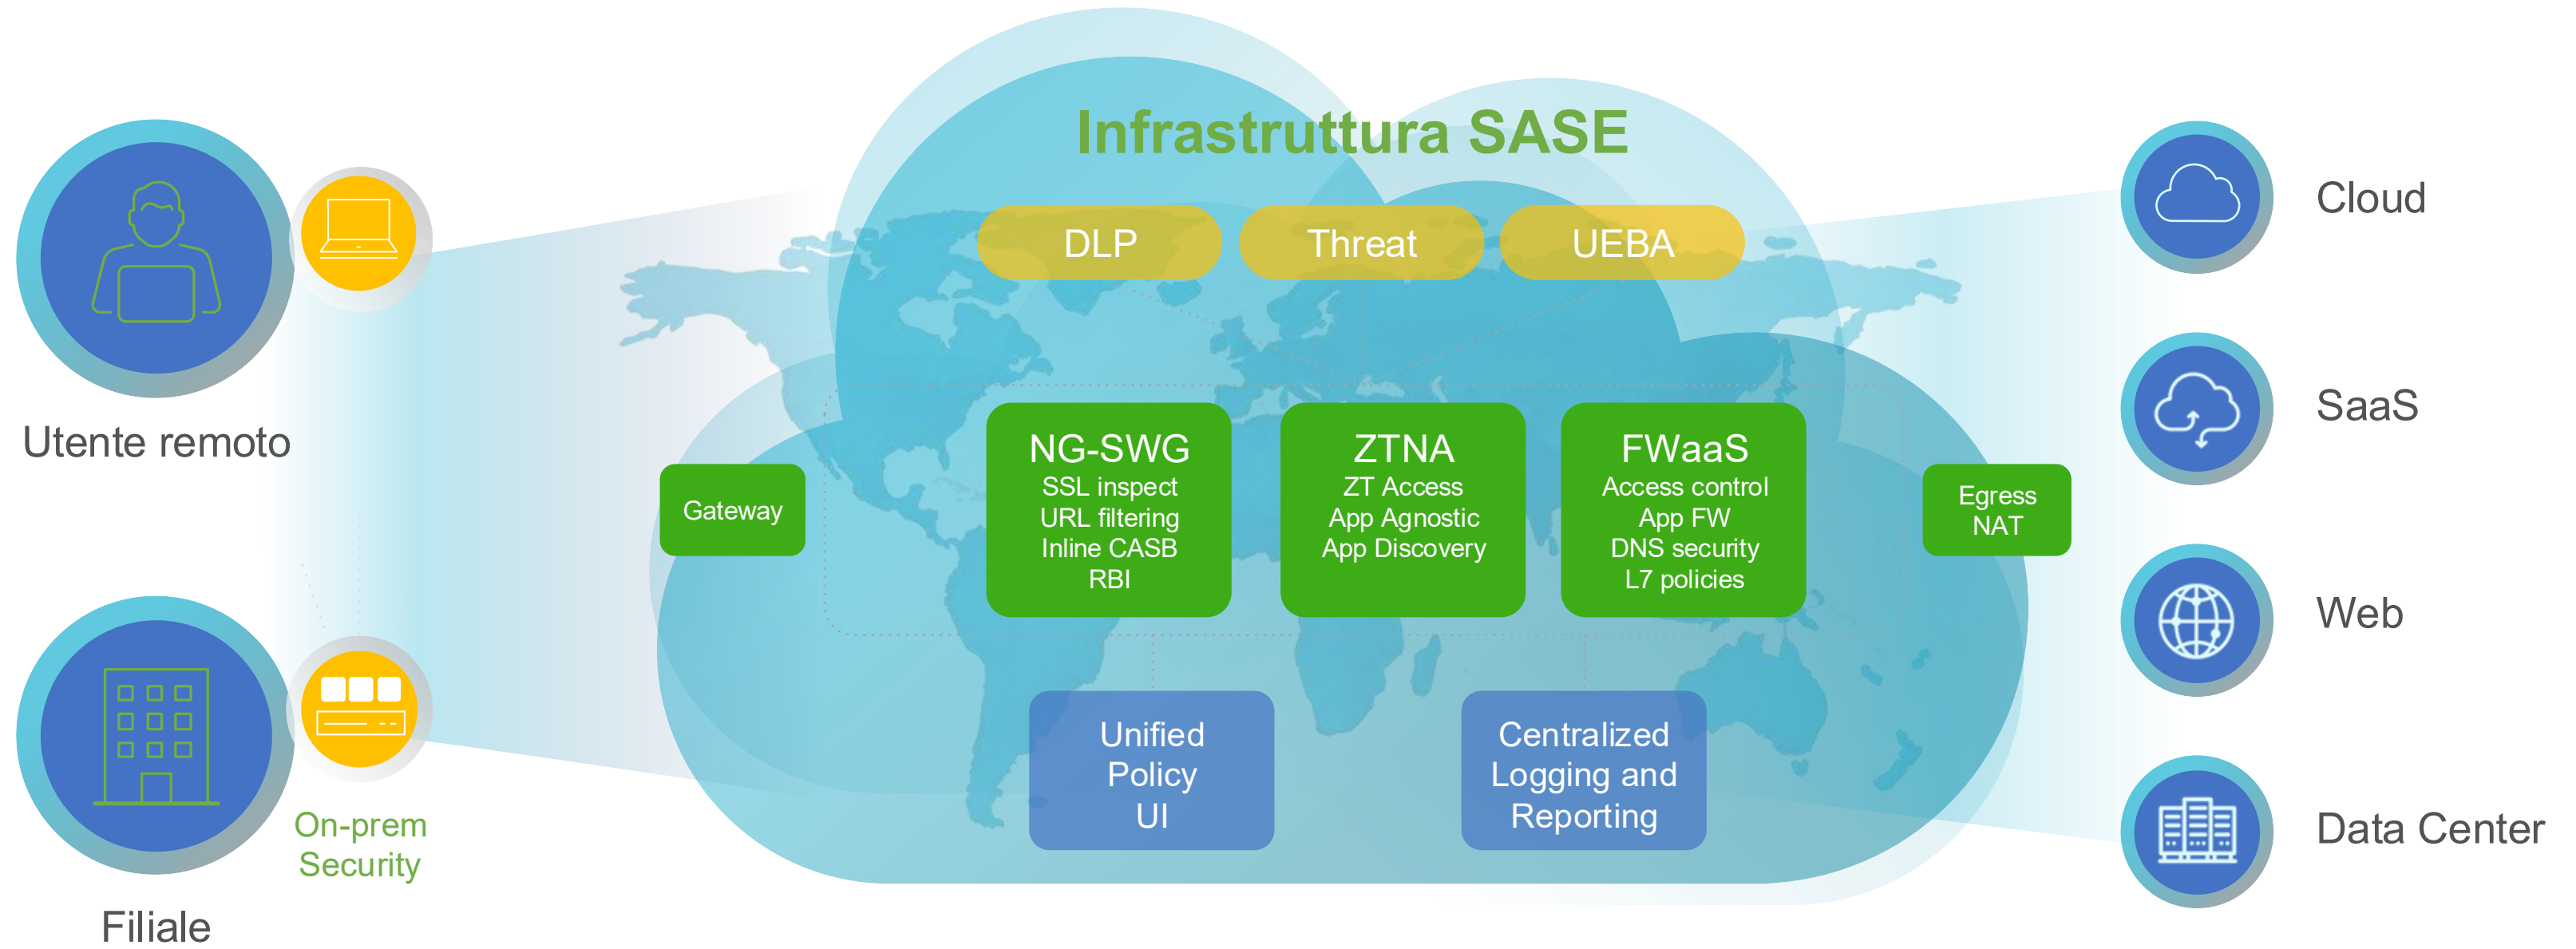 Infrastruttura SASE
DLP
Threat
UEBA
Utente remoto
Filiale
On-prem
Security
Gateway
NG-SWG
SSL inspect
URL filtering
Inline CASB
RBI
ZTNA
ZT Access
App Agnostic
App Discovery
FWaaS
Access control
App FW
DNS security
L7 policies
Egress
NAT
Unified
Policy
UI
Centralized
Logging and
Reporting
Cloud
SaaS
Web
Data Center